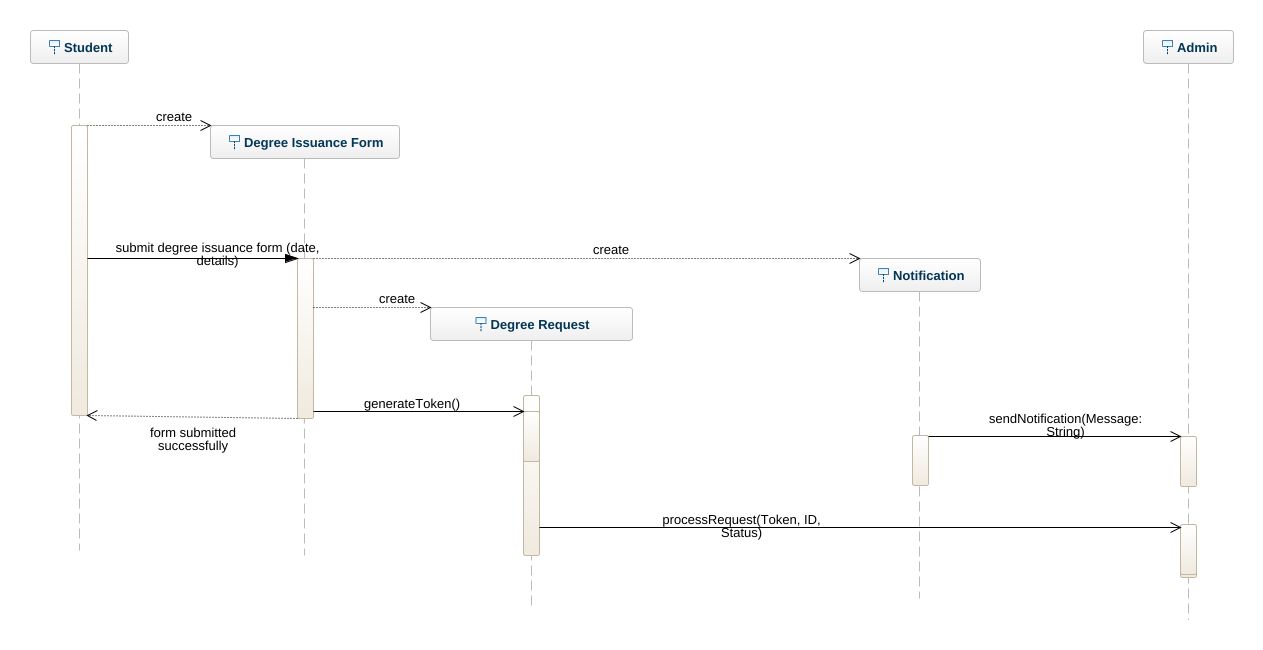 Student
Admin
create
Degree Issuance Form
submit degree issuance form (date,
details)
create
Notification
create
Degree Request
generateToken()
form submitted
successfully
sendNotification(Message:
String)
processRequest(Token, ID,
Status)